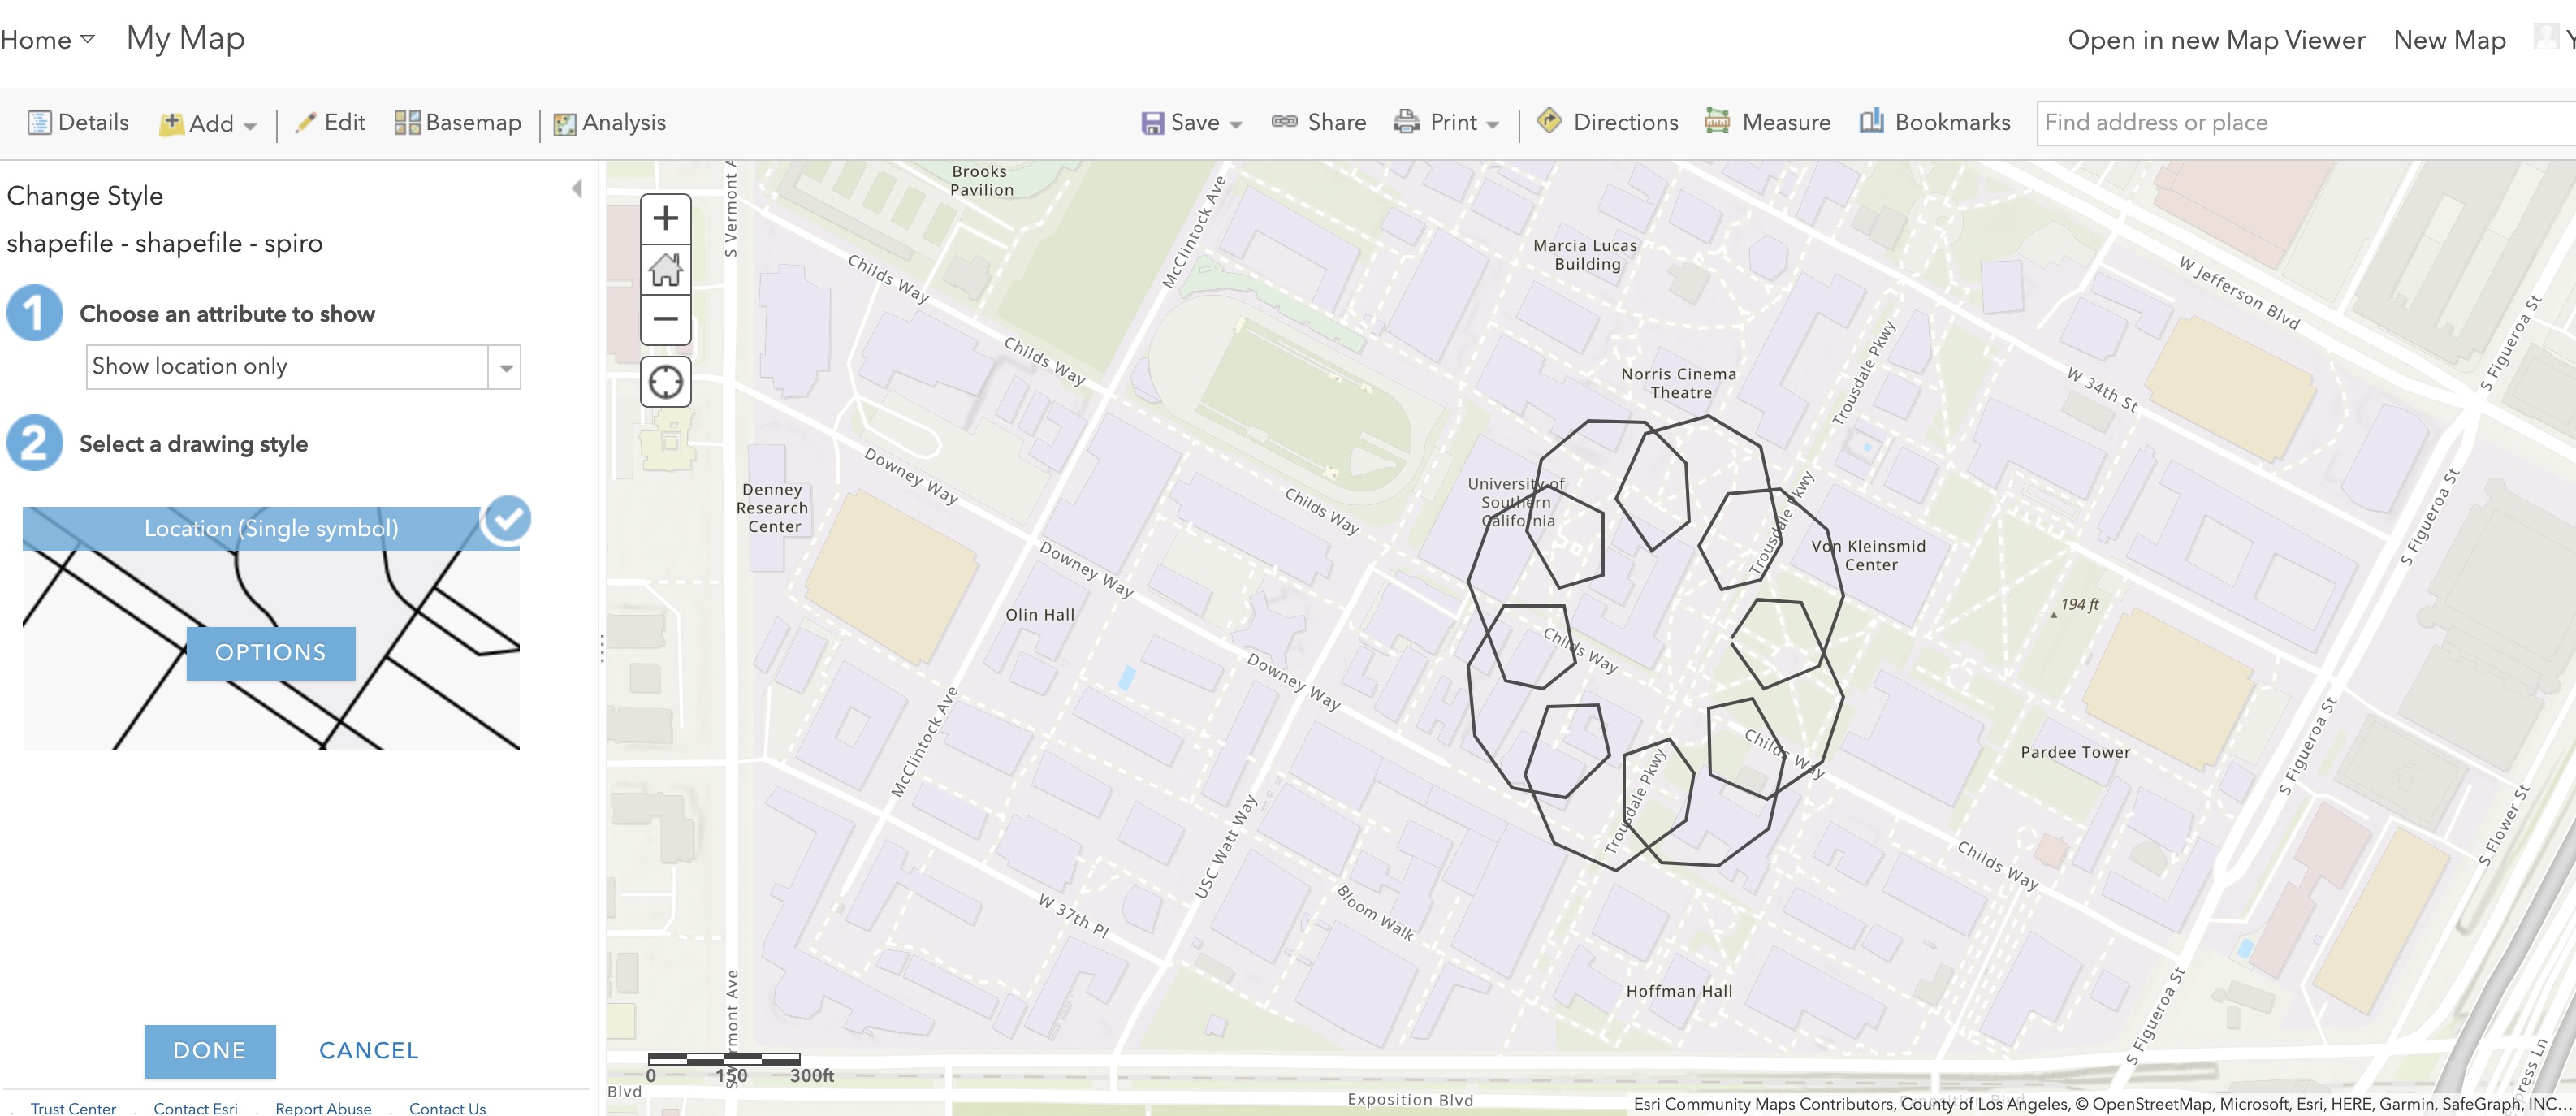 Home My Map Open in new Map Viewer New Map Y
Details Add Edit Basemap Analysis Save Share Print Directions Measure Bookmarks Find address or place
Change Style
shapefile - shapefile - spiro
1 Choose an attribute to show
Show location only
2 Select a drawing style
Location (Single symbol)
OPTIONS
DONE CANCEL
Trust Center Contact Esri Report Abuse Contact Us
S Vermont A
Brooks
Pavilion
McClintock Ave
Childs Way
Childs Way
Marcia Lucas
Building
W Jefferson Blvd
S Figueroa St
Norris Cinema
Theatre
Trousdale Pkwy
W 34th St
Downey Way
Denney
Research
Center
Childs Way
University of
Southern
California
Trousdale Pkwy
Von Kleinsmid
Center
S Figueroa St
Downey Way
Olin Hall
194 ft
Childs Way
Downey Way
McClintock Ave
Childs Way
Pardee Tower
S Figueroa St
Trousdale Pkwy
USC Watt Way
S Flower St
Childs Way
W 37th Pl
Bloom Walk
Hoffman Hall
S Figueroa St
mont Ave
S
0 150 300ft
Blvd
Exposition Blvd
ress Ln
Esri Community Maps Contributors, County of Los Angeles, © OpenStreetMap, Microsoft, Esri, HERE, Garmin, SafeGraph, INC...